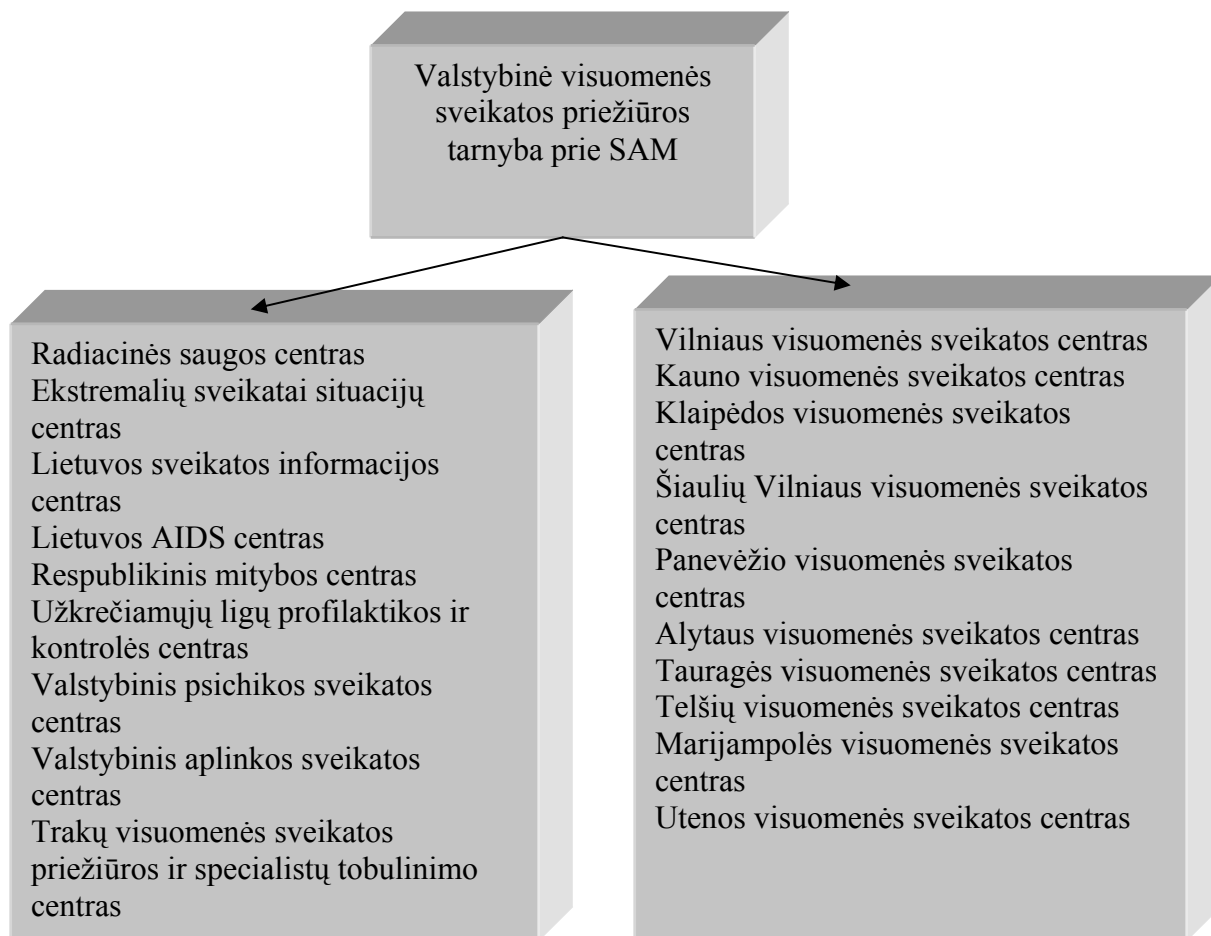 Valstybinė visuomenės
sveikatos priežiūros
tarnyba prie SAM
Radiacinės saugos centras
Ekstremalių sveikatai situacijų
centras
Lietuvos sveikatos informacijos
centras
Lietuvos AIDS centras
Respublikinis mitybos centras
Užkrečiamųjų ligų profilaktikos ir
kontrolės centras
Valstybinis psichikos sveikatos
centras
Valstybinis aplinkos sveikatos
centras
Trakų visuomenės sveikatos
priežiūros ir specialistų tobulinimo
centras
Vilniaus visuomenės sveikatos centras
Kauno visuomenės sveikatos centras
Klaipėdos visuomenės sveikatos
centras
Šiaulių Vilniaus visuomenės sveikatos
centras
Panevėžio visuomenės sveikatos
centras
Alytaus visuomenės sveikatos centras
Tauragės visuomenės sveikatos centras
Telšių visuomenės sveikatos centras
Marijampolės visuomenės sveikatos
centras
Utenos visuomenės sveikatos centras